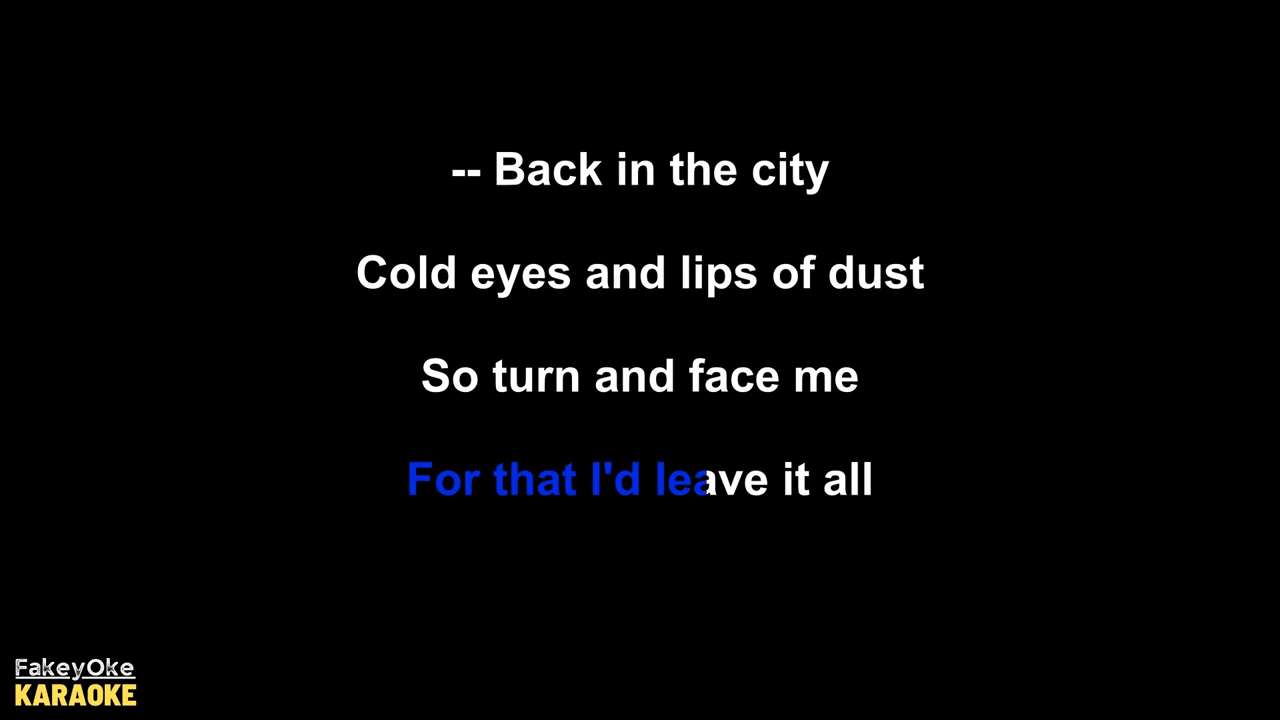 -- Back in the city
Cold eyes and lips of dust
So turn and face me
For that I'd leave it all
FakeyOke
KARAOKE